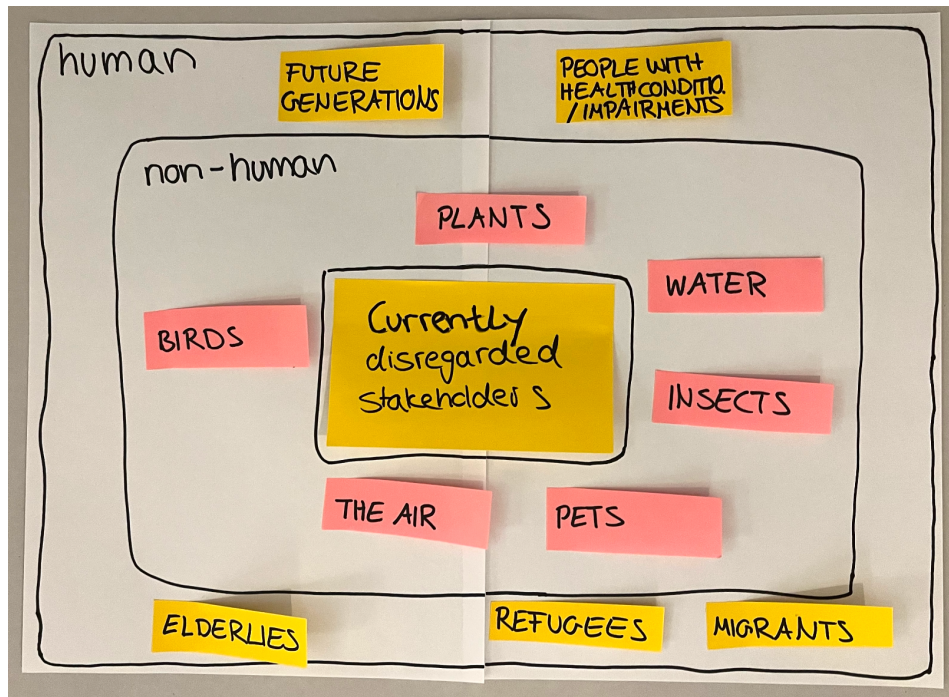 human
FUTURE
GENERATIONS
PEOPLE WITH
HEALTH CONDITIO.
/ IMPAIRMENTS
non-human
PLANTS
WATER
BIRDS
Currently
disregarded
stakeholders
INSECTS
THE AIR
PETS
ELDERLIES
REFUGEES
MIGRANTS